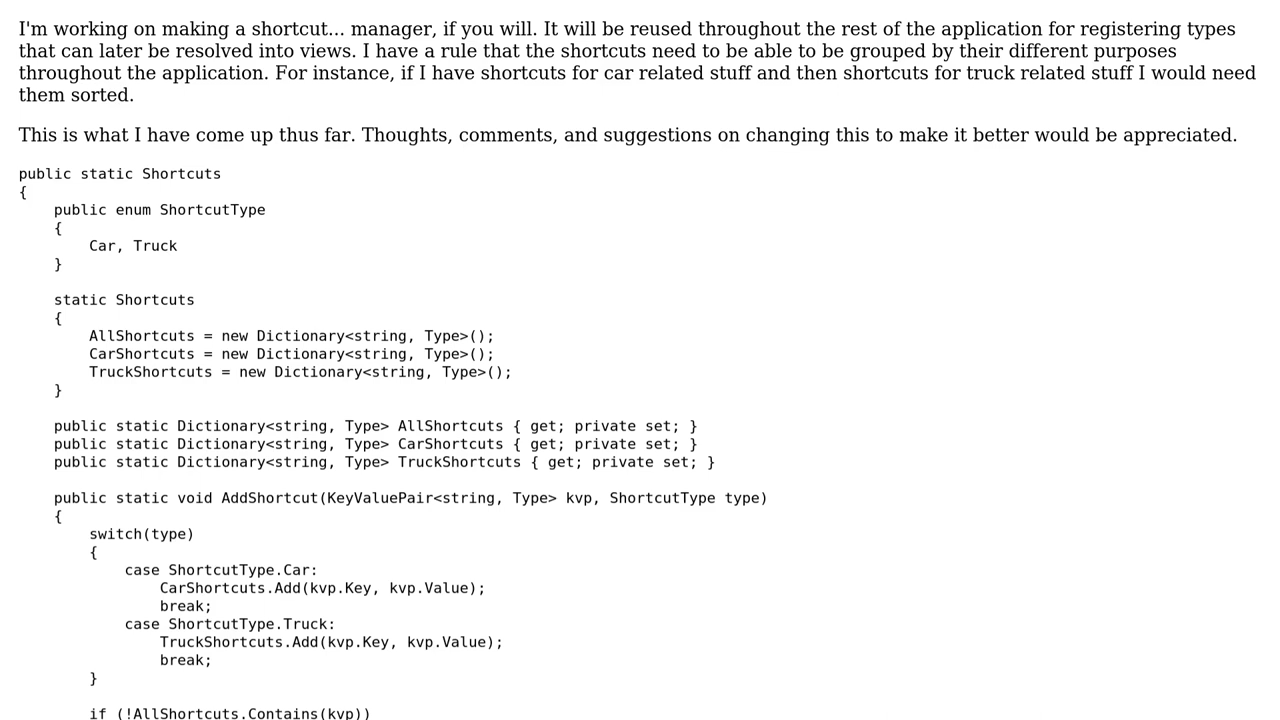 I'm working on making a shortcut... manager, if you will. It will be reused throughout the rest of the application for registering types
that can later be resolved into views. I have a rule that the shortcuts need to be able to be grouped by their different purposes
throughout the application. For instance, if I have shortcuts for car related stuff and then shortcuts for truck related stuff I would need
them sorted.
This is what I have come up thus far. Thoughts, comments, and suggestions on changing this to make it better would be appreciated.
public static Shortcuts
{
    public enum ShortcutType
    {
        Car, Truck
    }
    static Shortcuts
    {
        AllShortcuts = new Dictionary<string, Type>();
        CarShortcuts = new Dictionary<string, Type>();
        TruckShortcuts = new Dictionary<string, Type>();
    }
    public static Dictionary<string, Type> AllShortcuts { get; private set; }
    public static Dictionary<string, Type> CarShortcuts { get; private set; }
    public static Dictionary<string, Type> TruckShortcuts { get; private set; }
    public static void AddShortcut(KeyValuePair<string, Type> kvp, ShortcutType type)
    {
        switch(type)
        {
            case ShortcutType.Car:
                CarShortcuts.Add(kvp.Key, kvp.Value);
                break;
            case ShortcutType.Truck:
                TruckShortcuts.Add(kvp.Key, kvp.Value);
                break;
        }
        if (!AllShortcuts.Contains(kvp))